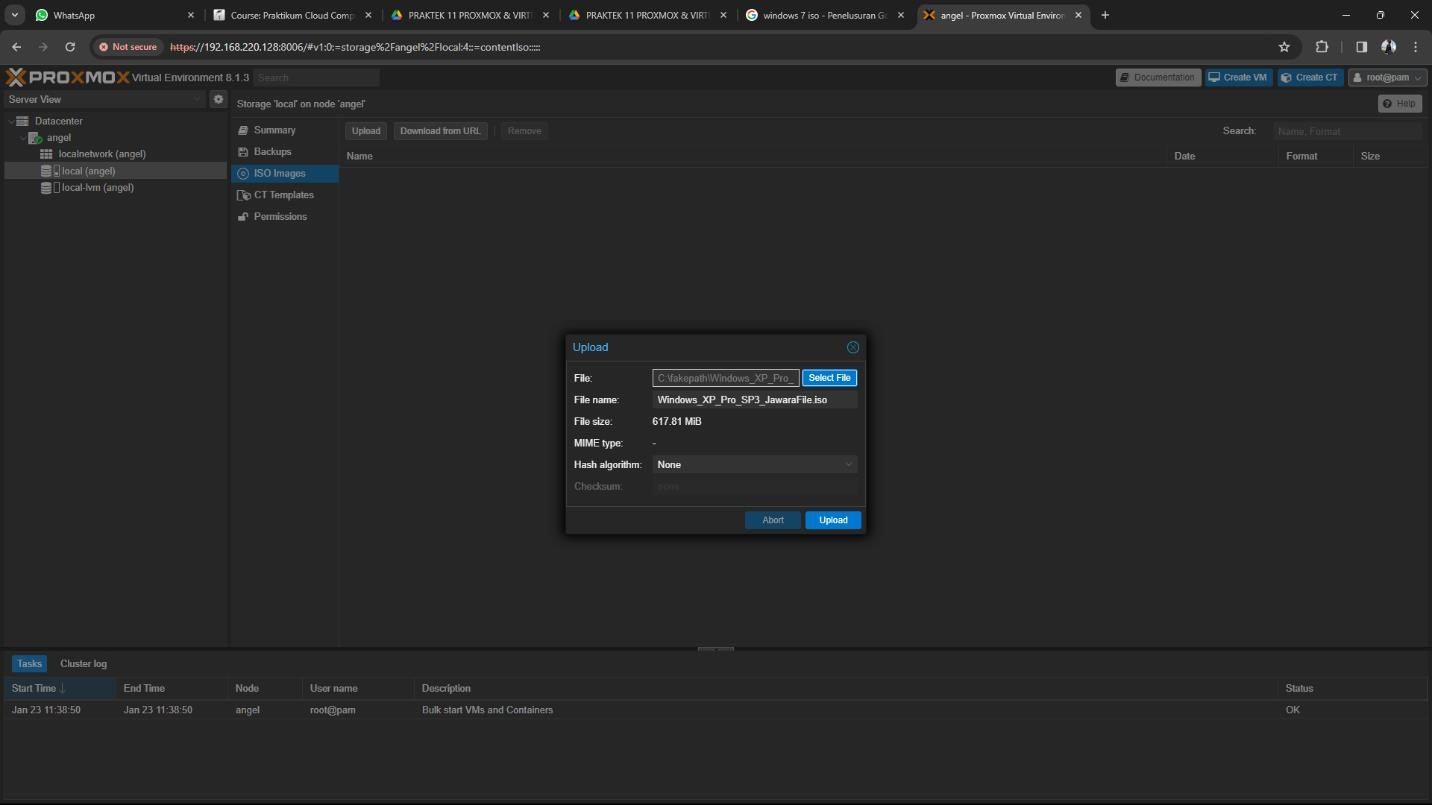 WhatsApp
Course: Praktikum Cloud Comp
PRAKTEK 11 PROXMOX & VIRT
PRAKTEK 11 PROXMOX & VIRT
windows 7 iso - Penelusuran Go
angel - Proxmox Virtual Environ
Not secure
https://192.168.220.128:8006/#v1:0:=storage%2Fangel%2Flocal:4::=contentIso:::::
PROXMOX Virtual Environment 8.1.3
Search
Documentation
Create VM
Create CT
root@pam
Server View
Storage 'local' on node 'angel'
Help
Datacenter
angel
localnetwork (angel)
local (angel)
local-lvm (angel)
Summary
Backups
ISO Images
CT Templates
Permissions
Upload
Download from URL
Remove
Search:
Name, Format
Name
Date
Format
Size
Upload
File:
C:\fakepath\Windows_XP_Pro_
Select File
File name:
Windows_XP_Pro_SP3_JawaraFile.iso
File size:
617.81 MiB
MIME type:
-
Hash algorithm:
None
Checksum:
none
Abort
Upload
Tasks
Cluster log
Start Time ↓
End Time
Node
User name
Description
Status
Jan 23 11:38:50
Jan 23 11:38:50
angel
root@pam
Bulk start VMs and Containers
OK